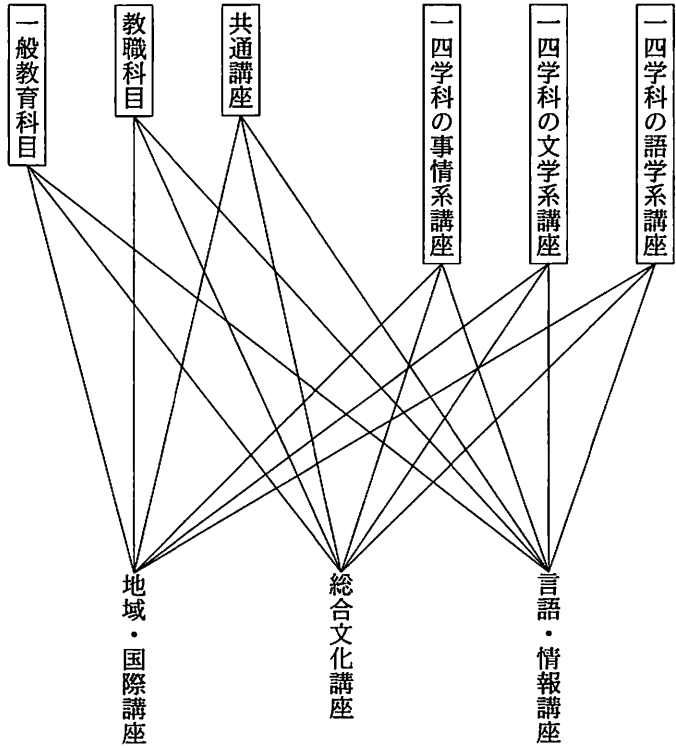 一四学科の語学系講座
一四学科の文学系講座
一四学科の事情系講座
共通講座
教職科目
一般教育科目
言語・情報講座
総合文化講座
地域・国際講座